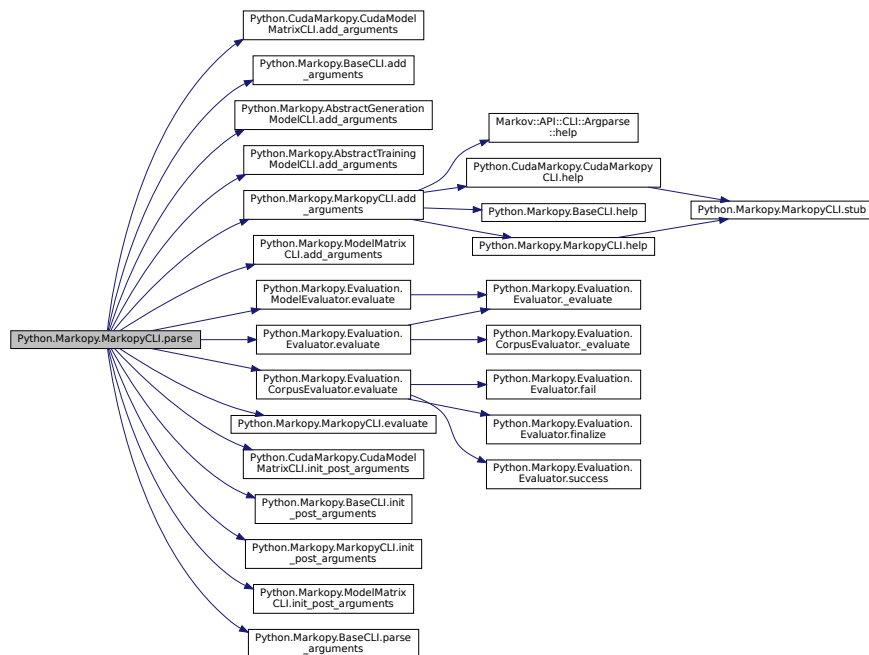 Python.CudaMarkopy.CudaModel
MatrixCLI.add_arguments
Python.Markopy.BaseCLI.add
_arguments
Python.Markopy.AbstractGeneration
ModelCLI.add_arguments
Python.Markopy.AbstractTraining
ModelCLI.add_arguments
Python.Markopy.MarkopyCLI.add
_arguments
Python.Markopy.ModelMatrix
CLI.add_arguments
Python.Markopy.Evaluation.
ModelEvaluator.evaluate
Python.Markopy.MarkopyCLI.parse
Python.Markopy.Evaluation.
Evaluator.evaluate
Python.Markopy.Evaluation.
CorpusEvaluator.evaluate
Python.Markopy.MarkopyCLI.evaluate
Python.CudaMarkopy.CudaModel
MatrixCLI.init_post_arguments
Python.Markopy.BaseCLI.init
_post_arguments
Python.Markopy.MarkopyCLI.init
_post_arguments
Python.Markopy.ModelMatrix
CLI.init_post_arguments
Python.Markopy.BaseCLI.parse
_arguments
Markov::API::CLI::Argparse
::help
Python.CudaMarkopy.CudaMarkopy
CLI.help
Python.Markopy.BaseCLI.help
Python.Markopy.MarkopyCLI.help
Python.Markopy.MarkopyCLI.stub
Python.Markopy.Evaluation.
Evaluator._evaluate
Python.Markopy.Evaluation.
CorpusEvaluator._evaluate
Python.Markopy.Evaluation.
Evaluator.fail
Python.Markopy.Evaluation.
Evaluator.finalize
Python.Markopy.Evaluation.
Evaluator.success